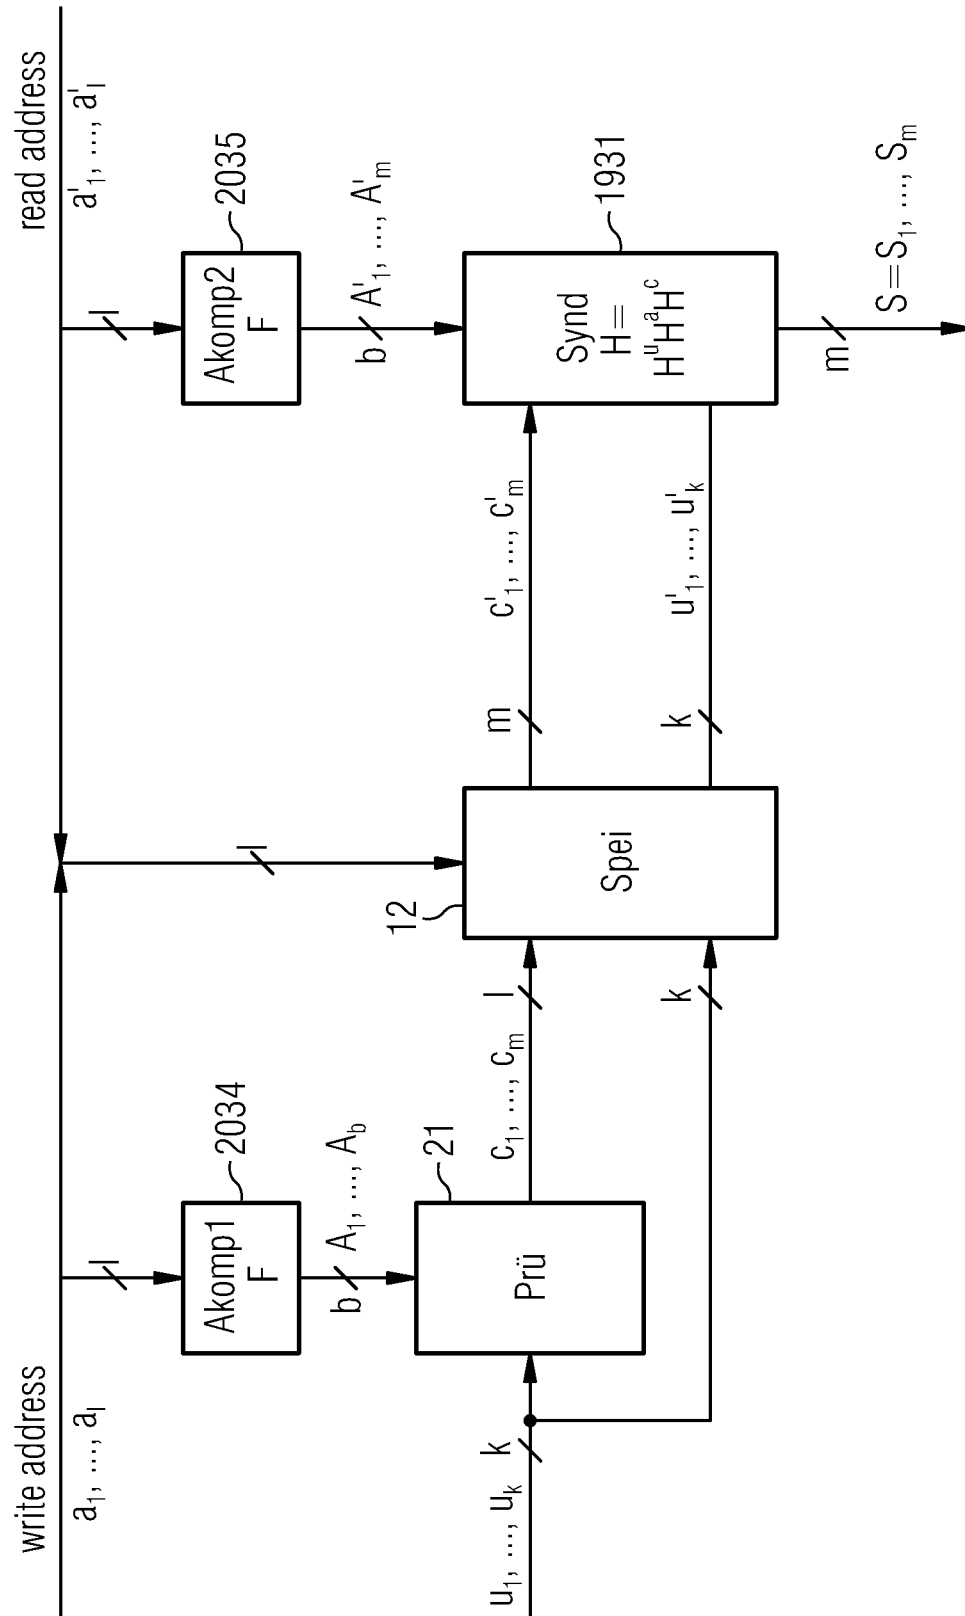 write address
a₁, ..., aₗ
read address
a'₁, ..., a'ₗ
l
Akomp1
F
2034
b
A₁, ..., A_b
l
12
l
Akomp2
F
2035
b
A'₁, ..., A'ₘ
u₁, ..., uₖ
k
Prü
21
c₁, ..., cₘ
l
k
Spei
m
c'₁, ..., c'ₘ
k
u'₁, ..., u'ₖ
Synd
H=
HᵘHᵃHᶜ
1931
m
S=S₁, ..., Sₘ